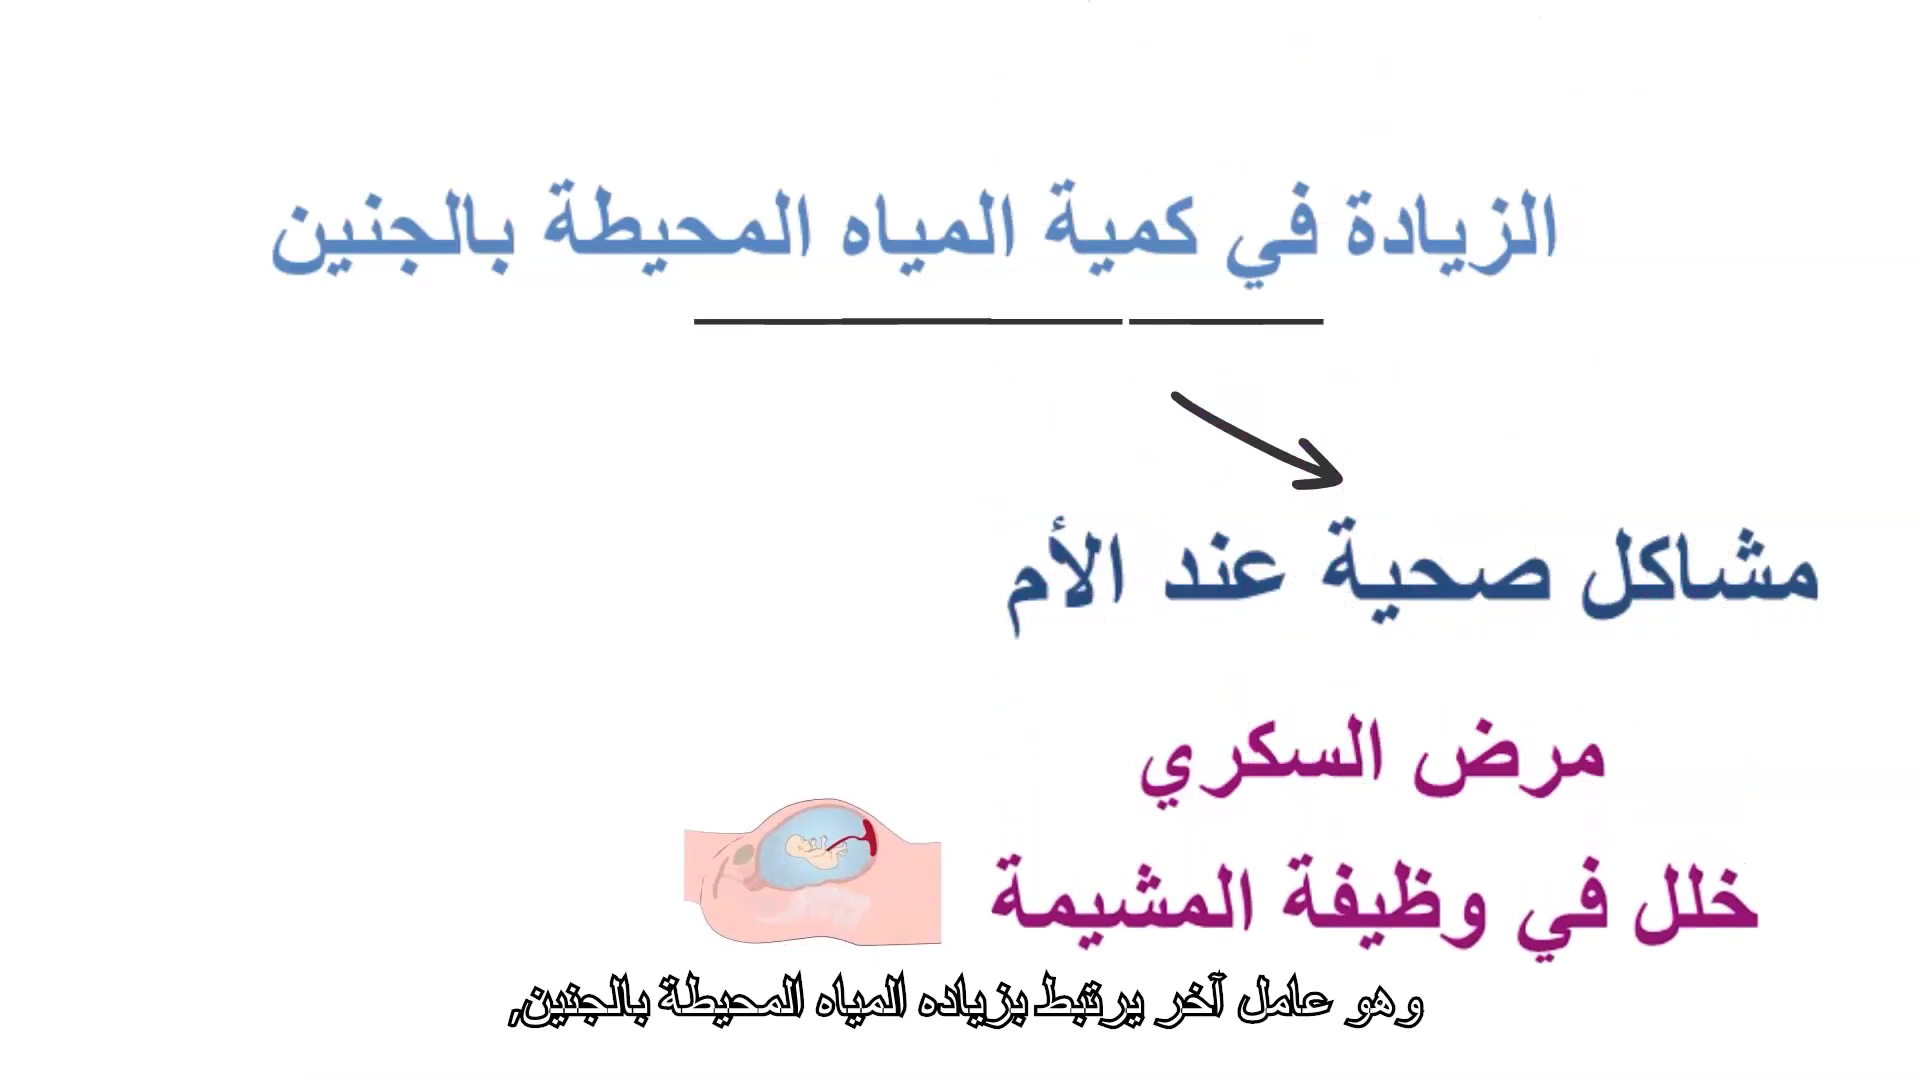 الزيادة في كمية المياه المحيطة بالجنين
مشاكل صحية عند الأم
مرض السكري
خلل في وظيفة المشيمة
وهو عامل آخر يرتبط بزياده المياه المحيطة بالجنين,